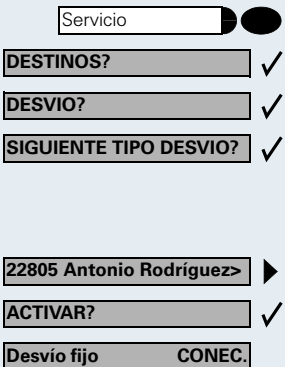 Servicio
DESTINOS?
DESVIO?
SIGUIENTE TIPO DESVIO?
22805 Antonio Rodríguez>
ACTIVAR?
Desvío fijo CONEC.